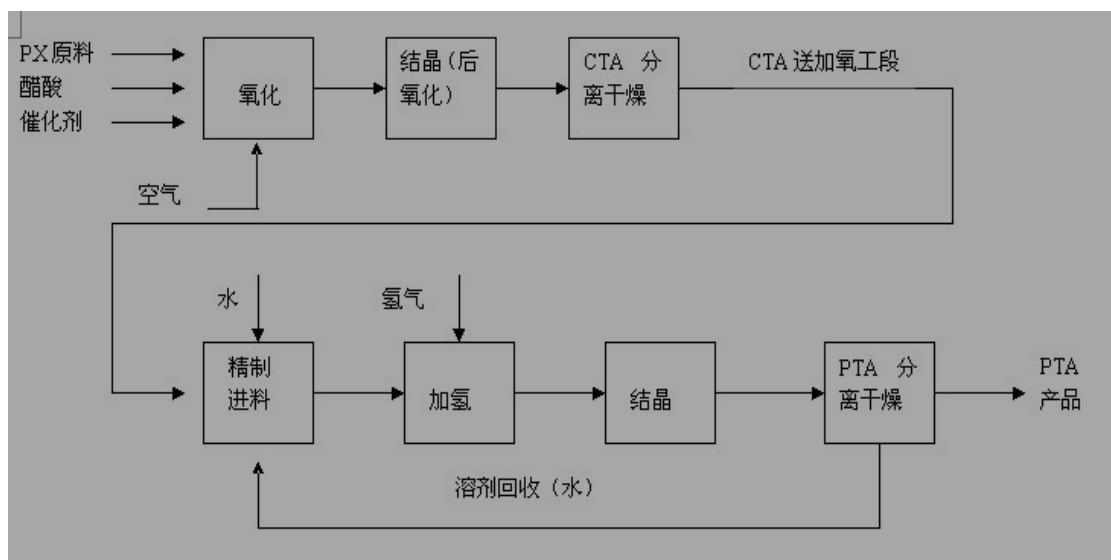 PX原料
醋酸
催化剂
氧化
结晶(后
氧化)
CTA 分
离干燥
CTA送加氧工段
空气
水
氢气
精制
进料
加氢
结晶
PTA 分
离干燥
PTA
产品
溶剂回收(水)